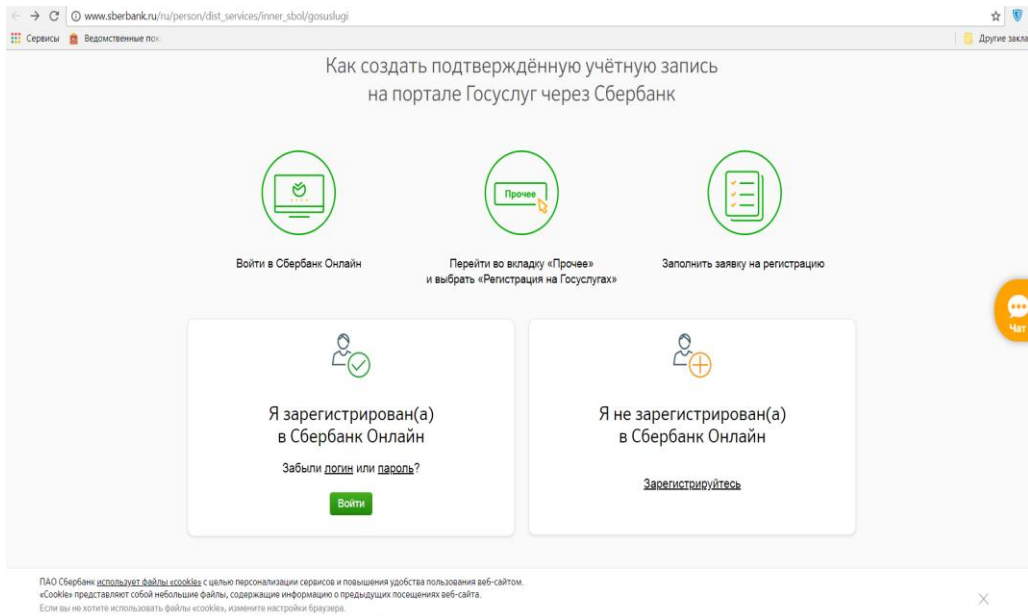 www.sberbank.ru/ru/person/dist_services/inner_sbol/gosuslugi
Сервисы Ведомственные пос Другие закла
Как создать подтверждённую учётную запись
на портале Госуслуг через Сбербанк
Прочее
Войти в Сбербанк Онлайн
Перейти во вкладку «Прочее»
и выбрать «Регистрация на Госуслугах»
Заполнить заявку на регистрацию
Чат
Я зарегистрирован(а)
в Сбербанк Онлайн
Забыли логин или пароль?
Войти
Я не зарегистрирован(а)
в Сбербанк Онлайн
Зарегистрируйтесь
ПАО Сбербанк использует файлы «cookie» с целью персонализации сервисов и повышения удобства пользования веб-сайтом.
«Cookie» представляют собой небольшие файлы, содержащие информацию о предыдущих посещениях веб-сайта.
Если вы не хотите использовать файлы «cookie», измените настройки браузера.